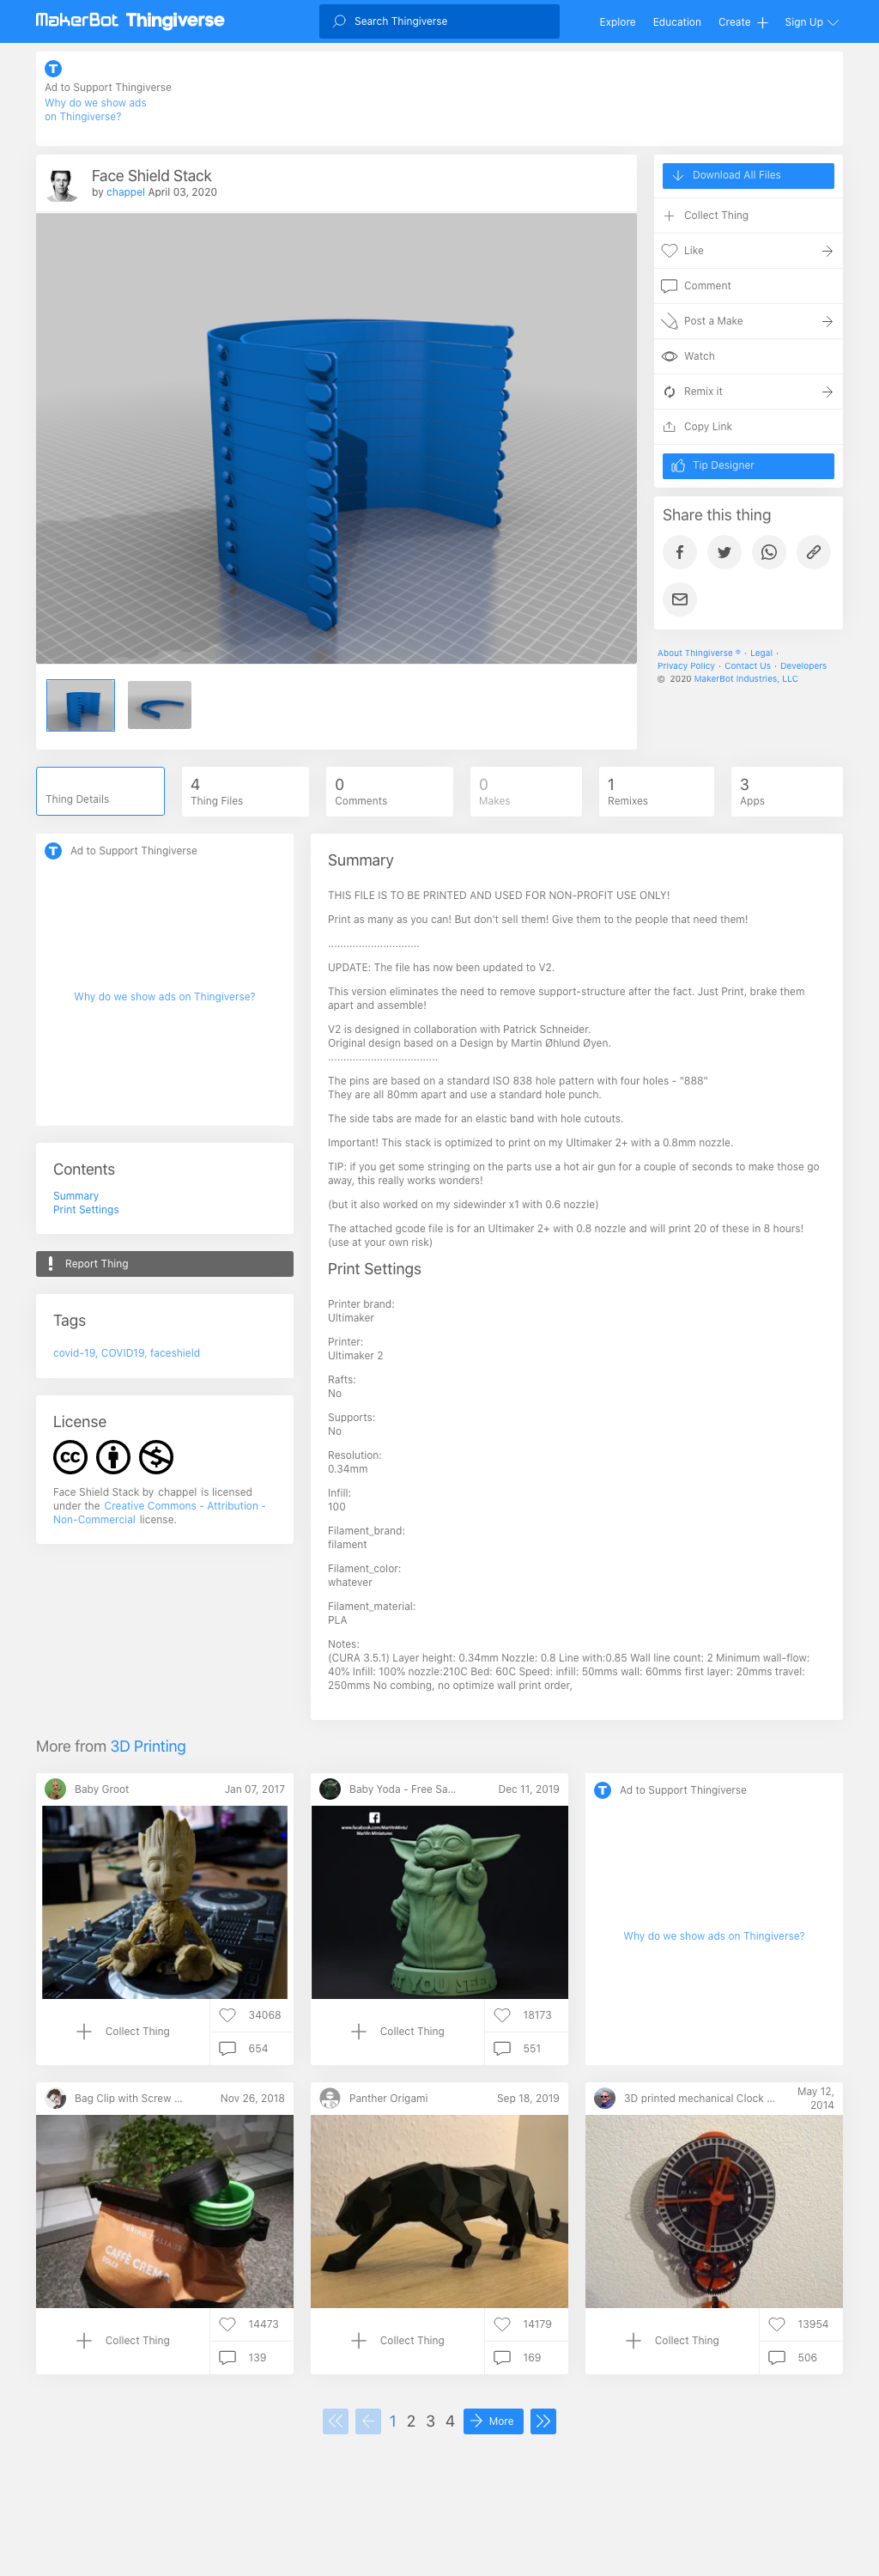 MakerBot Thingiverse
Search Thingiverse
Explore
Education
Create
Sign Up
Ad to Support Thingiverse
Why do we show ads
on Thingiverse?
Face Shield Stack
by chappel April 03, 2020
Download All Files
Collect Thing
Like
Comment
Post a Make
Watch
Remix it
Copy Link
Tip Designer
Share this thing
About Thingiverse ® · Legal ·
Privacy Policy · Contact Us · Developers
© 2020 MakerBot Industries, LLC
Thing Details
4
Thing Files
0
Comments
0
Makes
1
Remixes
3
Apps
Ad to Support Thingiverse
Why do we show ads on Thingiverse?
Contents
Summary
Print Settings
Report Thing
Tags
covid-19, COVID19, faceshield
License
Face Shield Stack by chappel is licensed
under the Creative Commons - Attribution -
Non-Commercial license.
Summary
THIS FILE IS TO BE PRINTED AND USED FOR NON-PROFIT USE ONLY!
Print as many as you can! But don't sell them! Give them to the people that need them!
..............................
UPDATE: The file has now been updated to V2.
This version eliminates the need to remove support-structure after the fact. Just Print, brake them
apart and assemble!
V2 is designed in collaboration with Patrick Schneider.
Original design based on a Design by Martin Øhlund Øyen.
....................................
The pins are based on a standard ISO 838 hole pattern with four holes - "888"
They are all 80mm apart and use a standard hole punch.
The side tabs are made for an elastic band with hole cutouts.
Important! This stack is optimized to print on my Ultimaker 2+ with a 0.8mm nozzle.
TIP: if you get some stringing on the parts use a hot air gun for a couple of seconds to make those go
away, this really works wonders!
(but it also worked on my sidewinder x1 with 0.6 nozzle)
The attached gcode file is for an Ultimaker 2+ with 0.8 nozzle and will print 20 of these in 8 hours!
(use at your own risk)
Print Settings
Printer brand:
Ultimaker
Printer:
Ultimaker 2
Rafts:
No
Supports:
No
Resolution:
0.34mm
Infill:
100
Filament_brand:
filament
Filament_color:
whatever
Filament_material:
PLA
Notes:
(CURA 3.5.1) Layer height: 0.34mm Nozzle: 0.8 Line with:0.85 Wall line count: 2 Minimum wall-flow:
40% Infill: 100% nozzle:210C Bed: 60C Speed: infill: 50mms wall: 60mms first layer: 20mms travel:
250mms No combing, no optimize wall print order,
More from 3D Printing
Baby Groot
Jan 07, 2017
Collect Thing
34068
654
Baby Yoda - Free Sa...
Dec 11, 2019
www.facebook.com/MarVinMinis/
MarVin Miniatures
Collect Thing
18173
551
Ad to Support Thingiverse
Why do we show ads on Thingiverse?
Bag Clip with Screw ...
Nov 26, 2018
CAFFÈ CREMA
Collect Thing
14473
139
Panther Origami
Sep 18, 2019
Collect Thing
14179
169
3D printed mechanical Clock ...
May 12,
2014
Collect Thing
13954
506
1 2 3 4
More